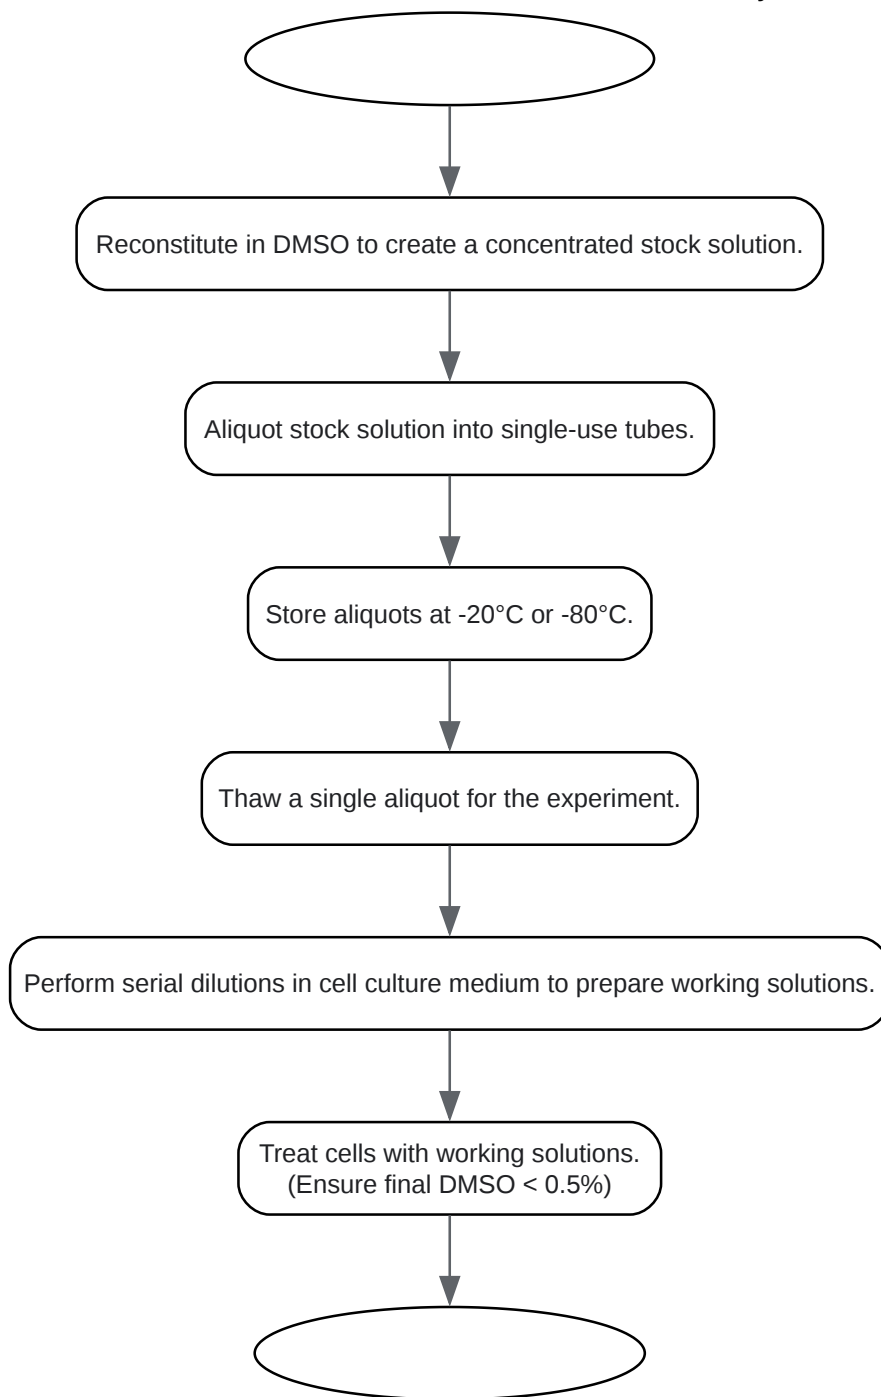 Reconstitute in DMSO to create a concentrated stock solution.
Aliquot stock solution into single-use tubes.
Store aliquots at -20°C or -80°C.
Thaw a single aliquot for the experiment.
Perform serial dilutions in cell culture medium to prepare working solutions.
Treat cells with working solutions.
(Ensure final DMSO < 0.5%)